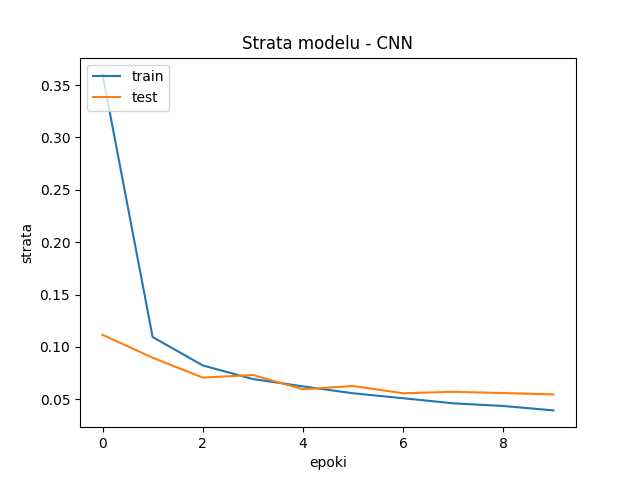 Strata modelu - CNN
train
test
0.35
0.30
0.25
0.20
0.15
0.10
0.05
strata
0 2 4 6 8
epoki